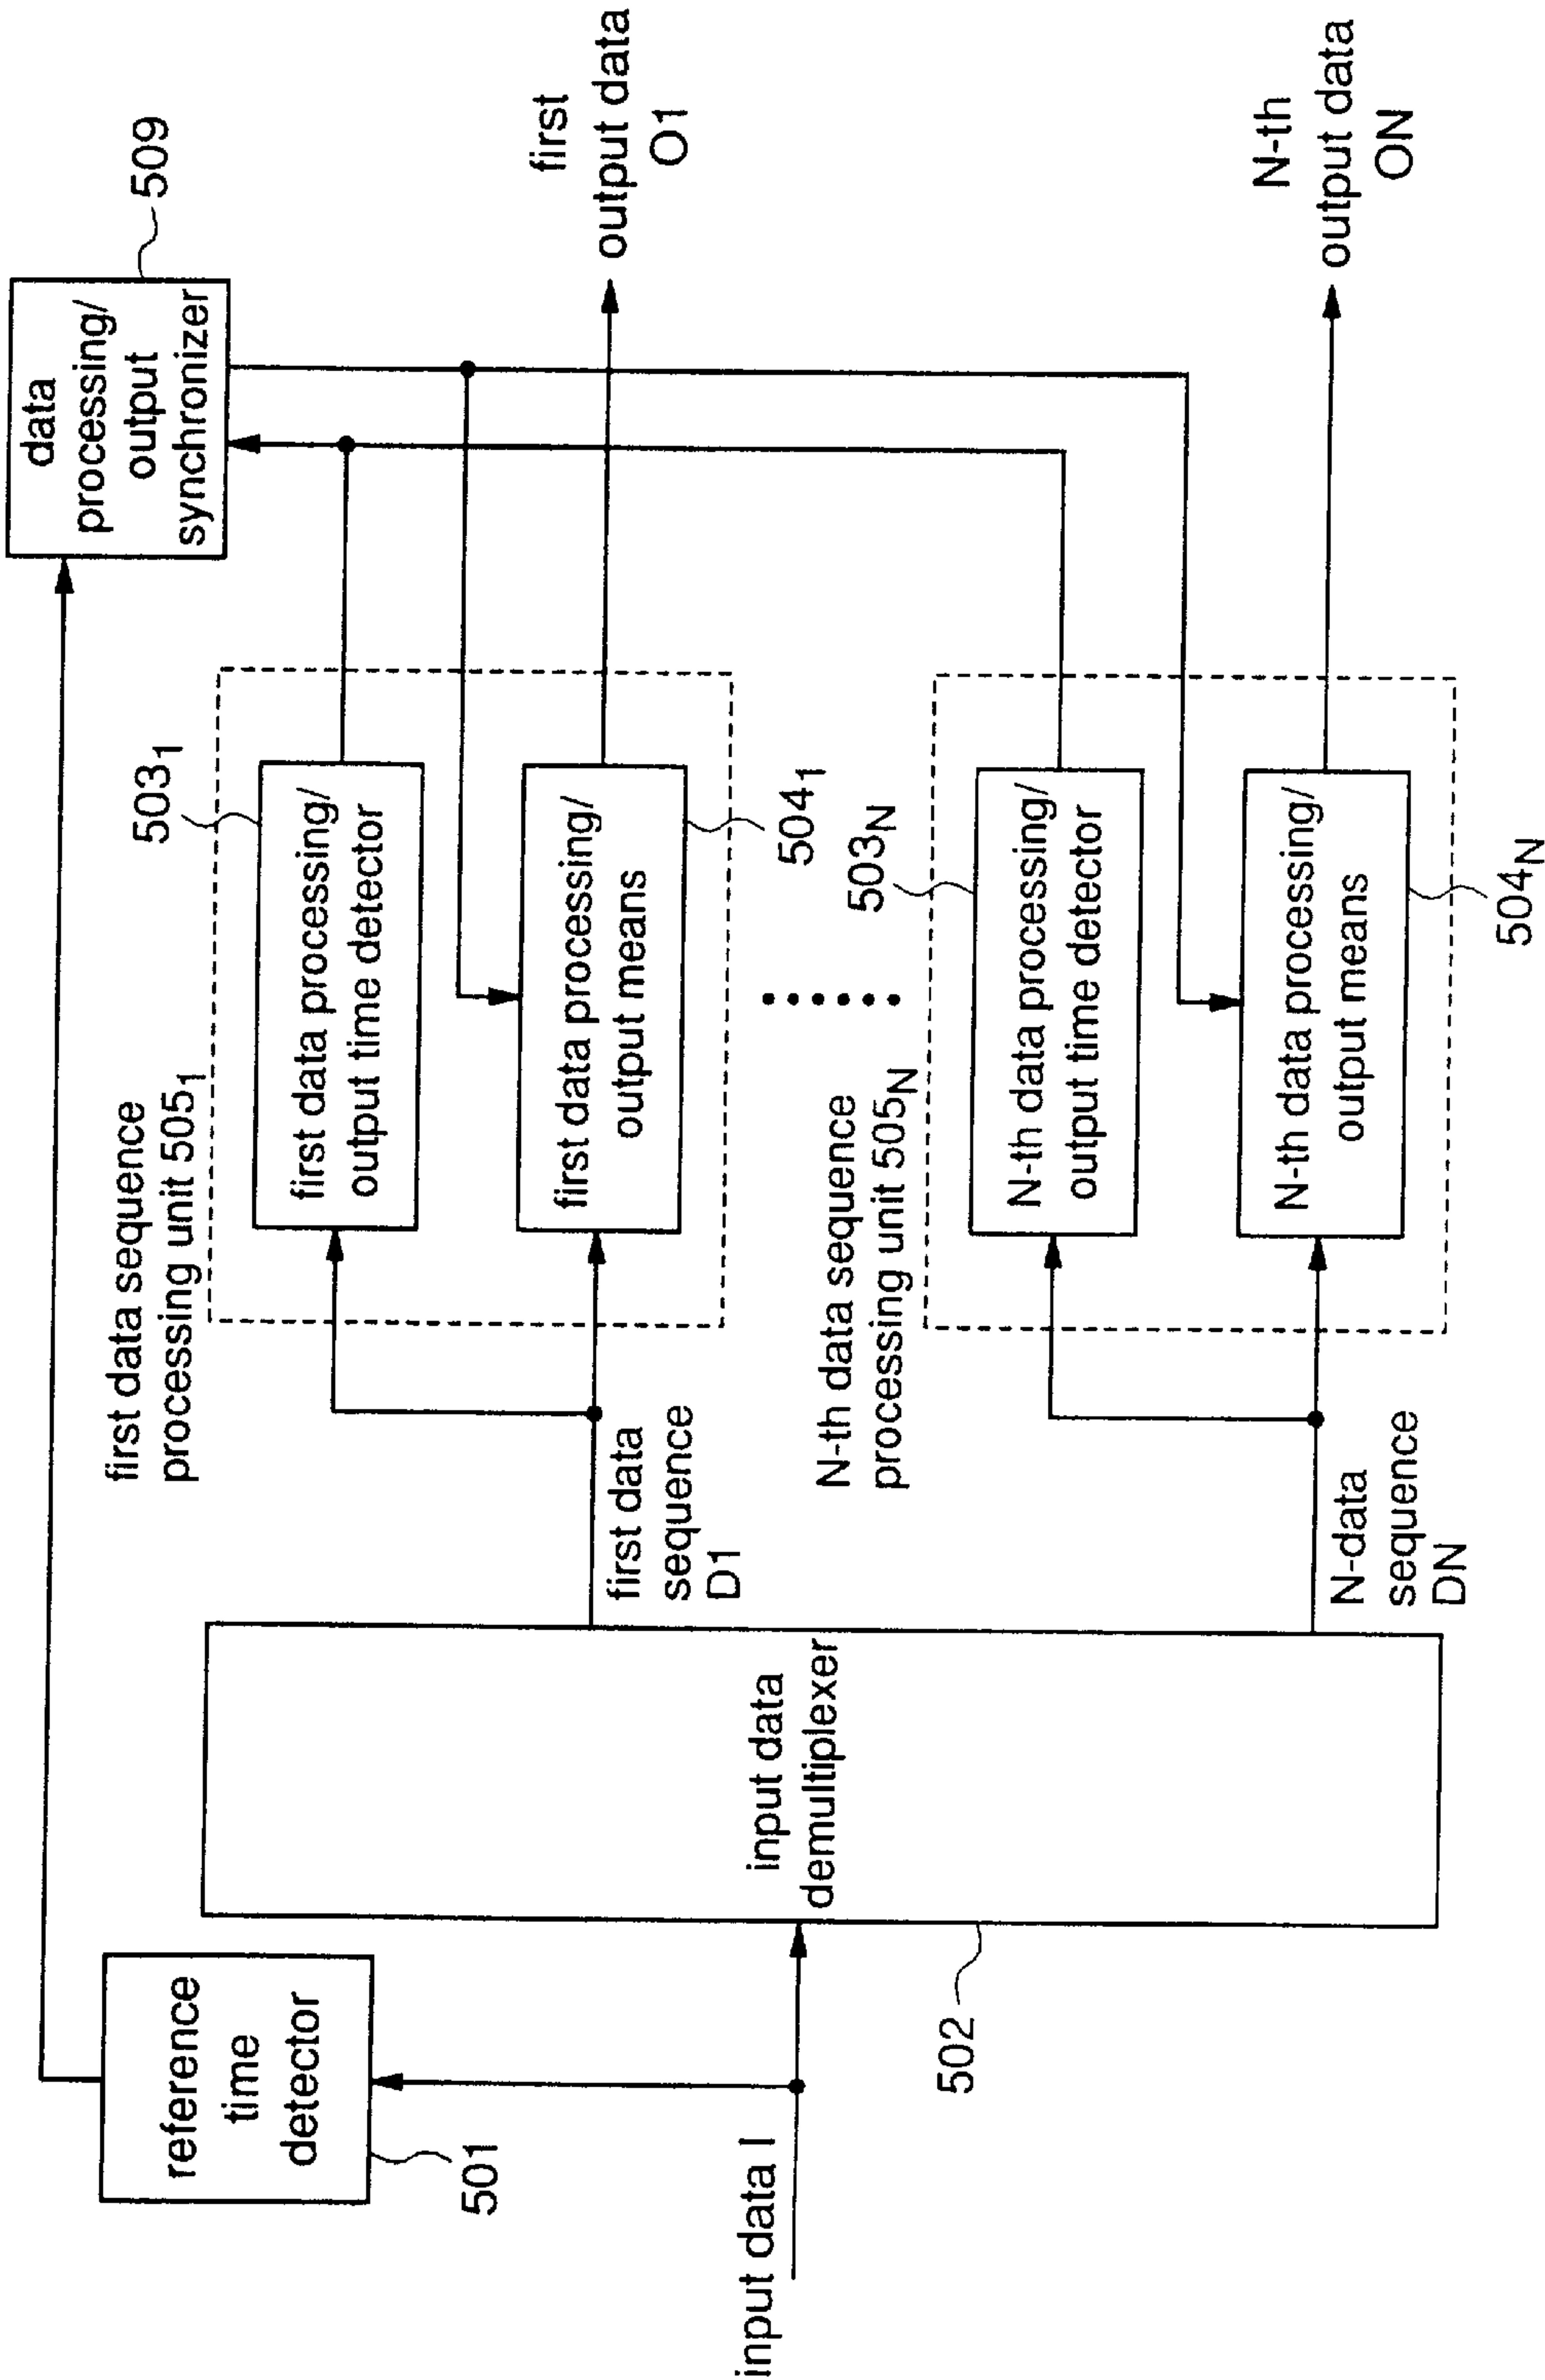 input data I
reference
time
detector
501
input data
demultiplexer
502
first data
sequence
D1
N-data
sequence
DN
first data sequence
processing unit 505₁
first data processing/
output time detector
503₁
first data processing/
output means
504₁
N-th data sequence
processing unit 505N
N-th data processing/
output time detector
503N
N-th data processing/
output means
504N
data
processing/
output
synchronizer
509
first
output data
O1
N-th
output data
ON